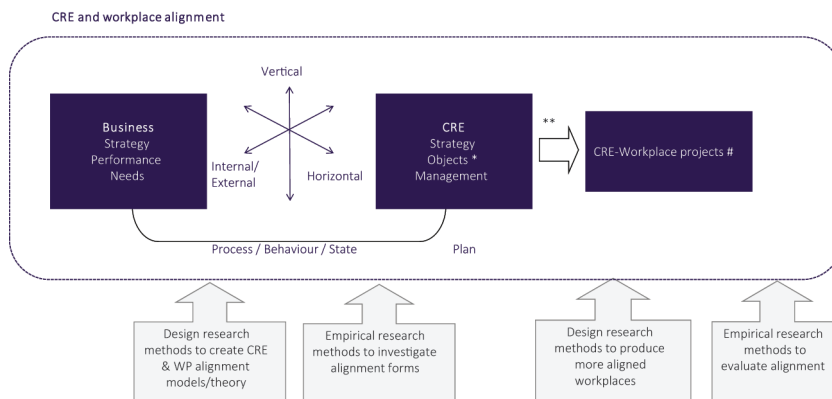 CRE and workplace alignment
Vertical
Business
Strategy
Performance
Needs
Internal/
External
Horizontal
CRE
Strategy
Objects *
Management
**
CRE-Workplace projects #
Process / Behaviour / State
Plan
Design research
methods to create CRE
& WP alignment
models/theory
Empirical research
methods to investigate
alignment forms
Design research
methods to produce
more aligned
workplaces
Empirical research
methods to
evaluate alignment